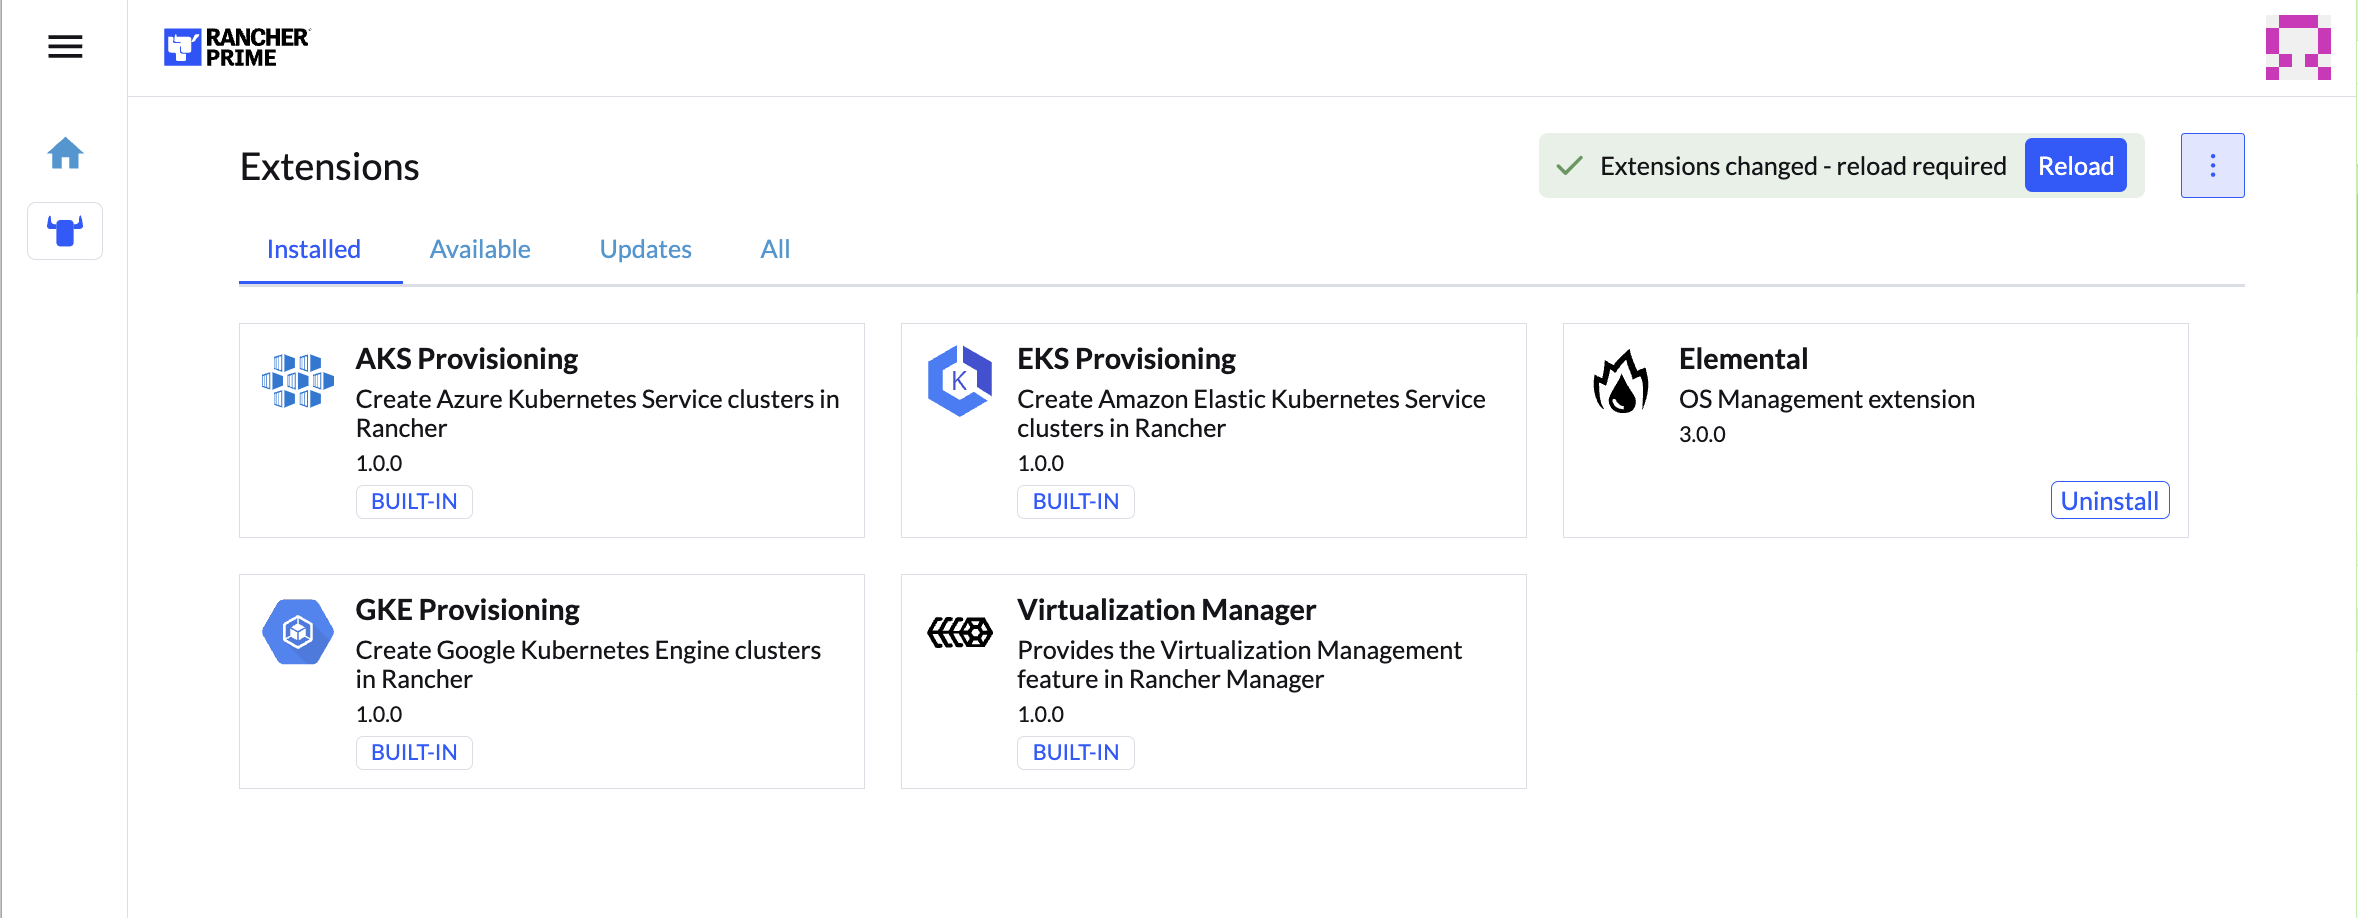 RANCHER
PRIME
Extensions
Extensions changed - reload required
Reload
Installed
Available
Updates
All
AKS Provisioning
Create Azure Kubernetes Service clusters in
Rancher
1.0.0
BUILT-IN
K
EKS Provisioning
Create Amazon Elastic Kubernetes Service
clusters in Rancher
1.0.0
BUILT-IN
Elemental
OS Management extension
3.0.0
Uninstall
GKE Provisioning
Create Google Kubernetes Engine clusters
in Rancher
1.0.0
BUILT-IN
Virtualization Manager
Provides the Virtualization Management
feature in Rancher Manager
1.0.0
BUILT-IN